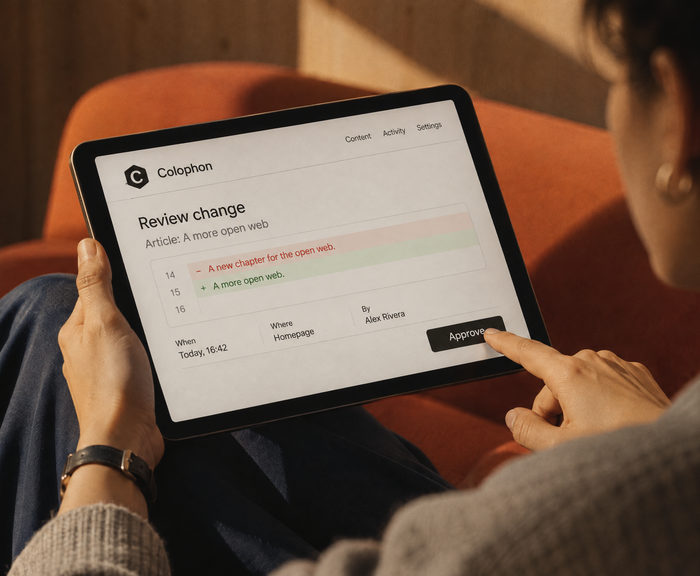 Colophon
Content Activity Settings
Review change
Article: A more open web
14 − A new chapter for the open web.
15 + A more open web.
16
When
Today, 16:42
Where
Homepage
By
Alex Rivera
Approve